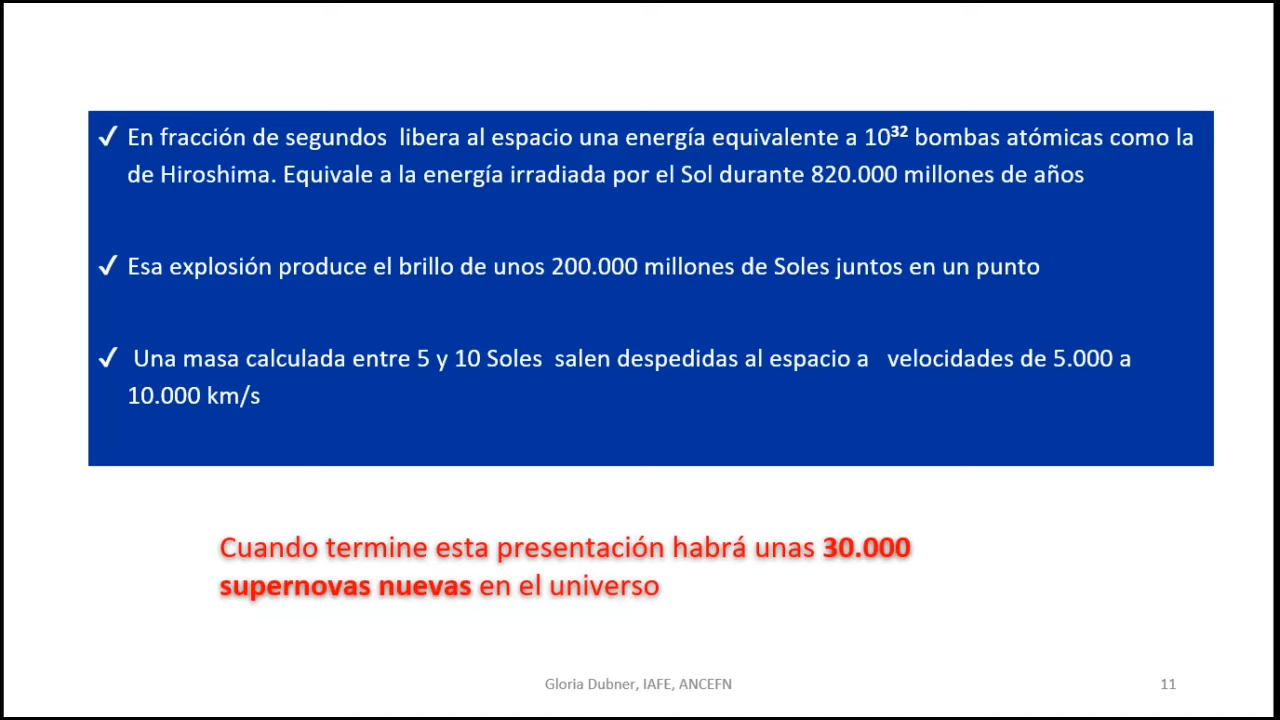 ✓ En fracción de segundos libera al espacio una energía equivalente a 10³² bombas atómicas como la
de Hiroshima. Equivale a la energía irradiada por el Sol durante 820.000 millones de años
✓ Esa explosión produce el brillo de unos 200.000 millones de Soles juntos en un punto
✓ Una masa calculada entre 5 y 10 Soles salen despedidas al espacio a velocidades de 5.000 a
10.000 km/s
Cuando termine esta presentación habrá unas 30.000
supernovas nuevas en el universo
Gloria Dubner, IAFE, ANCEFN
11